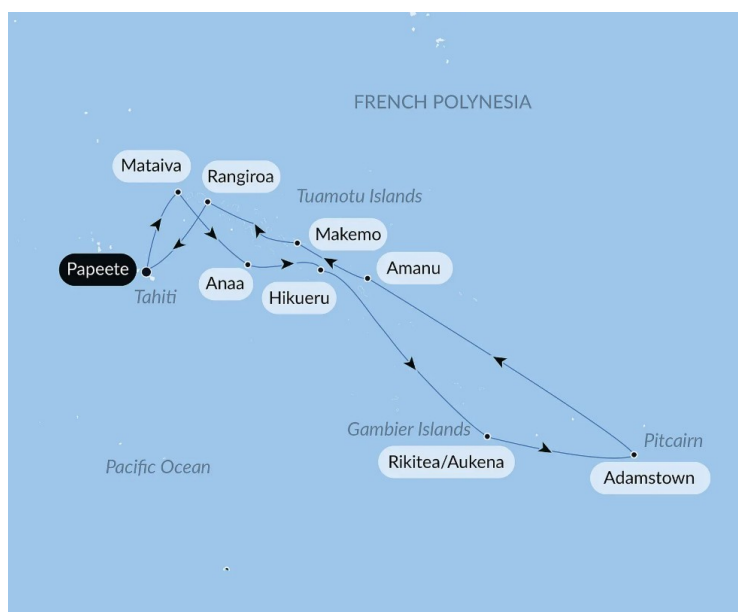 FRENCH POLYNESIA
Mataiva
Rangiroa
Tuamotu Islands
Makemo
Papeete
Amanu
Anaa
Tahiti
Hikueru
Gambier Islands
Pitcairn
Rikitea/Aukena
Pacific Ocean
Adamstown